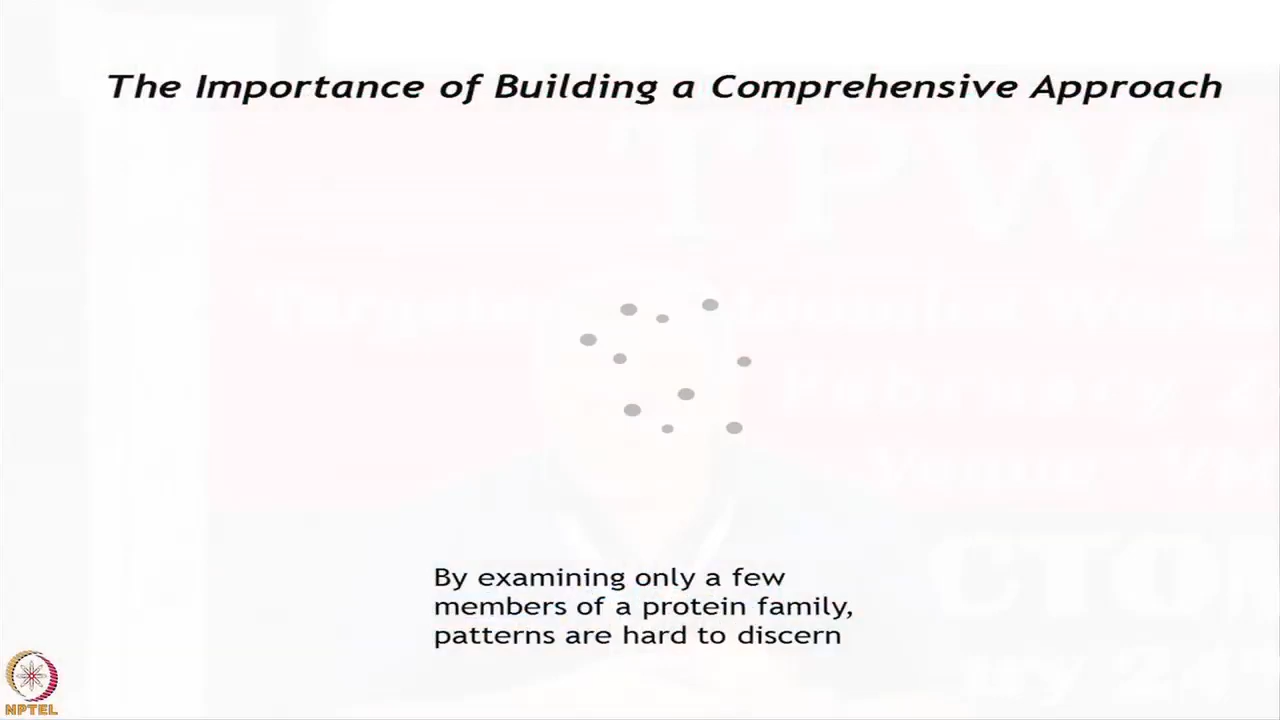 The Importance of Building a Comprehensive Approach
By examining only a few
members of a protein family,
patterns are hard to discern
NPTEL